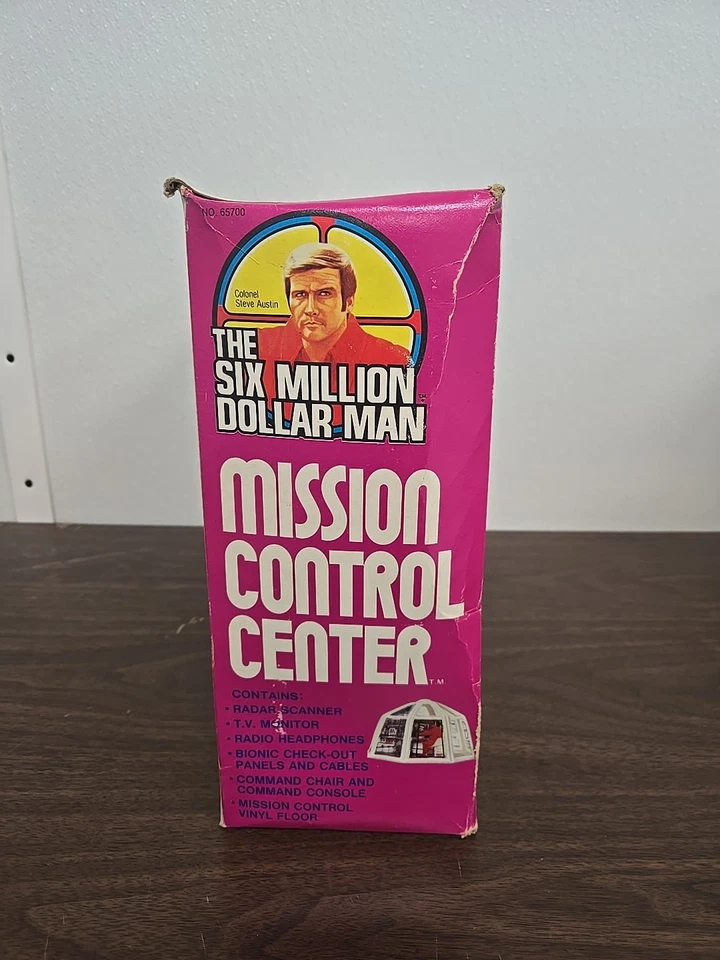 NO. 65700
Colonel
Steve Austin
THE
SIX MILLION
DOLLAR MAN™
MISSION
CONTROL
CENTER T.M
CONTAINS:
• RADAR SCANNER
• T.V. MONITOR
• RADIO HEADPHONES
• BIONIC CHECK-OUT
PANELS AND CABLES
• COMMAND CHAIR AND
COMMAND CONSOLE
• MISSION CONTROL
VINYL FLOOR